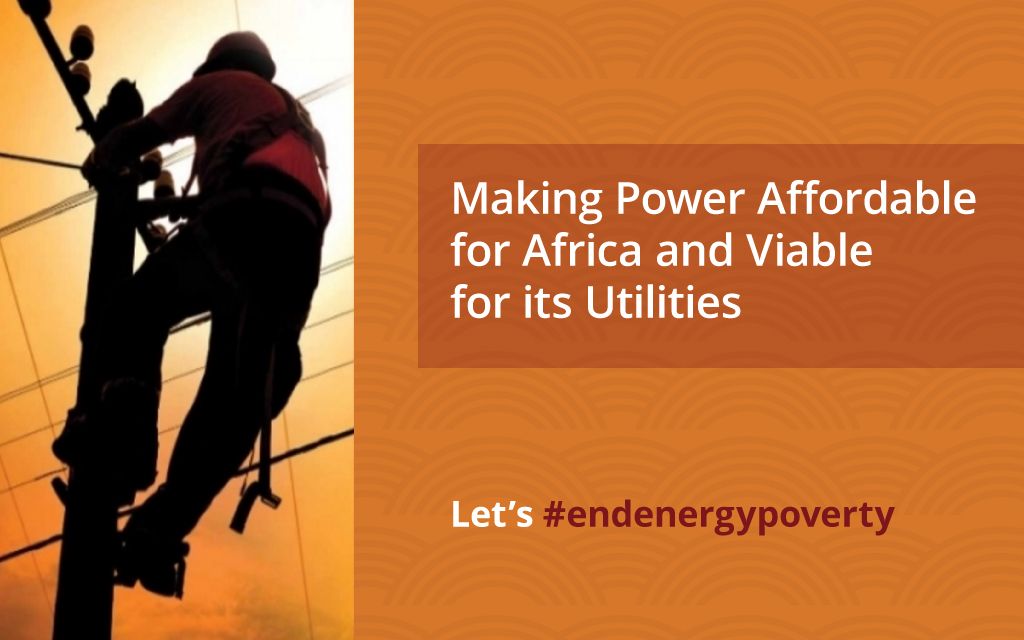 Making Power Affordable
for Africa and Viable
for its Utilities
Let’s #endenergypoverty